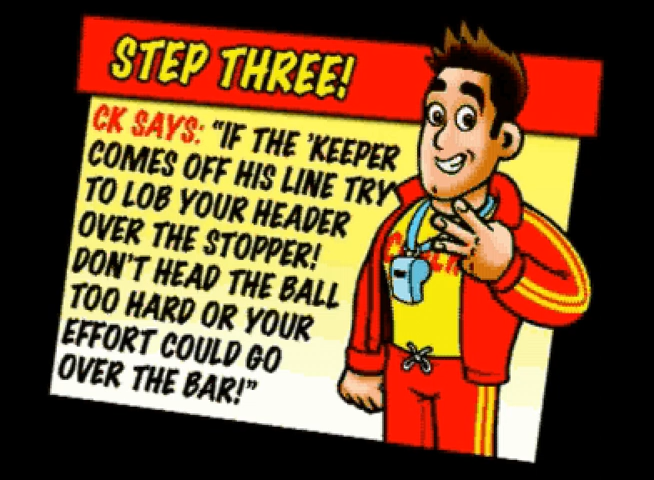 STEP THREE!
CK SAYS: "IF THE 'KEEPER
COMES OFF HIS LINE TRY
TO LOB YOUR HEADER
OVER THE STOPPER!
DON'T HEAD THE BALL
TOO HARD OR YOUR
EFFORT COULD GO
OVER THE BAR!"